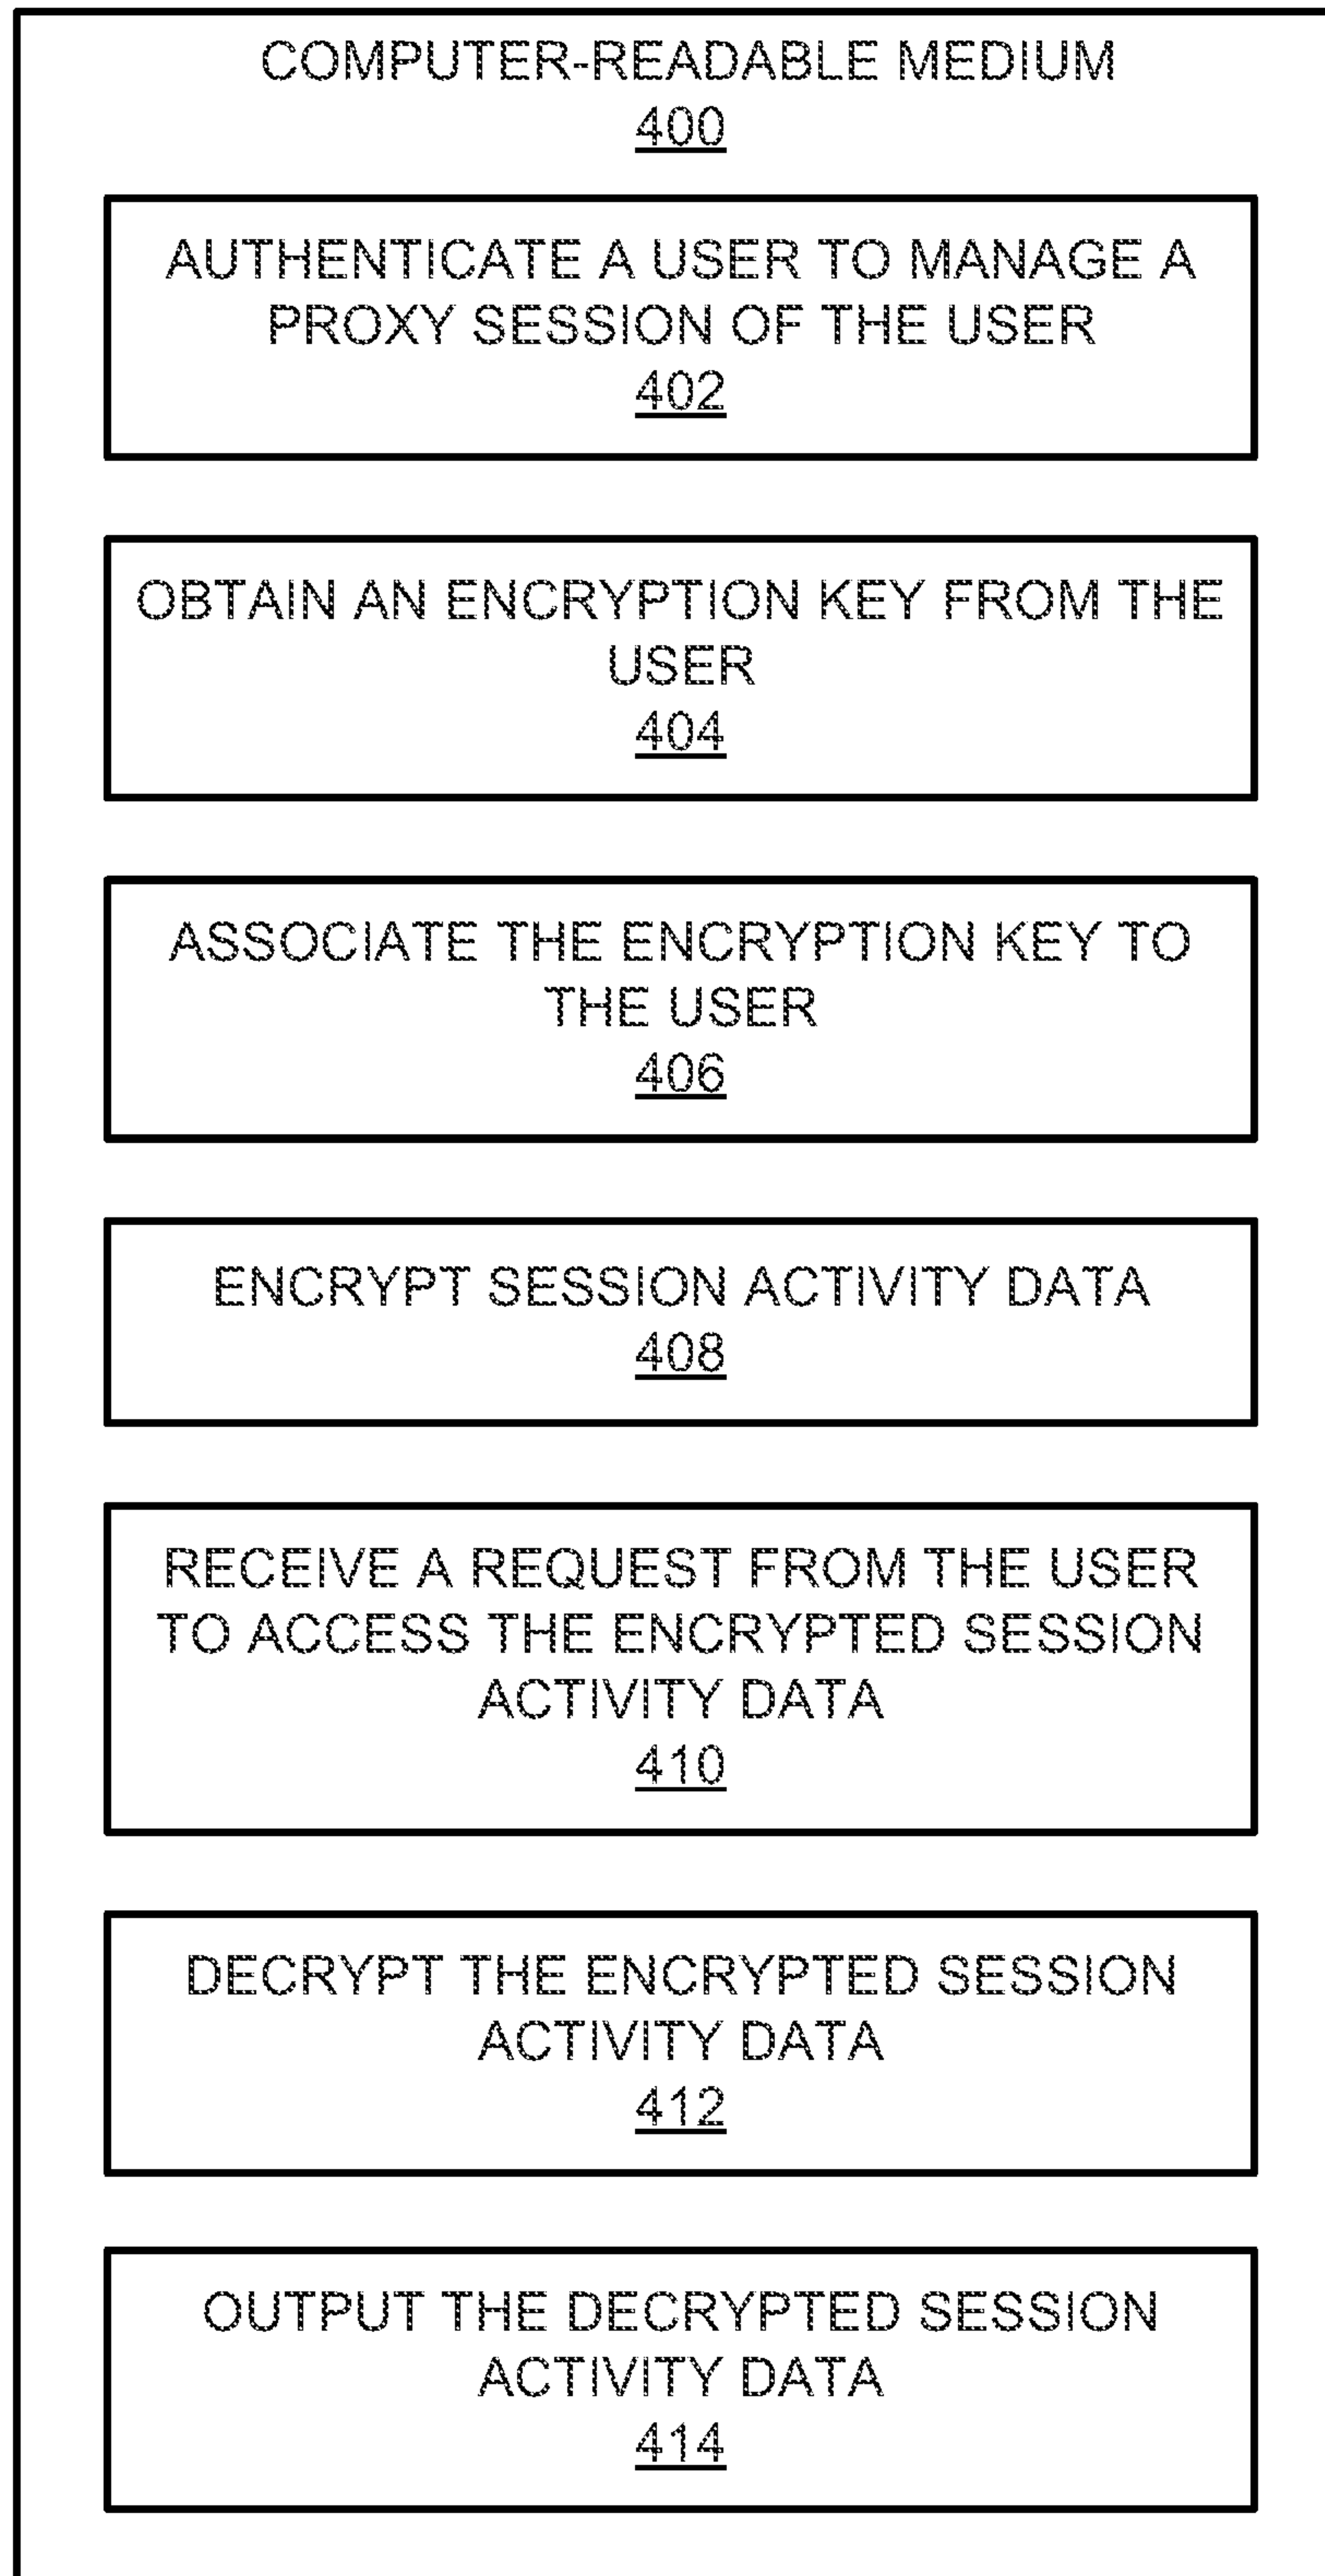 COMPUTER-READABLE MEDIUM
400
AUTHENTICATE A USER TO MANAGE A
PROXY SESSION OF THE USER
402
OBTAIN AN ENCRYPTION KEY FROM THE
USER
404
ASSOCIATE THE ENCRYPTION KEY TO
THE USER
406
ENCRYPT SESSION ACTIVITY DATA
408
RECEIVE A REQUEST FROM THE USER
TO ACCESS THE ENCRYPTED SESSION
ACTIVITY DATA
410
DECRYPT THE ENCRYPTED SESSION
ACTIVITY DATA
412
OUTPUT THE DECRYPTED SESSION
ACTIVITY DATA
414